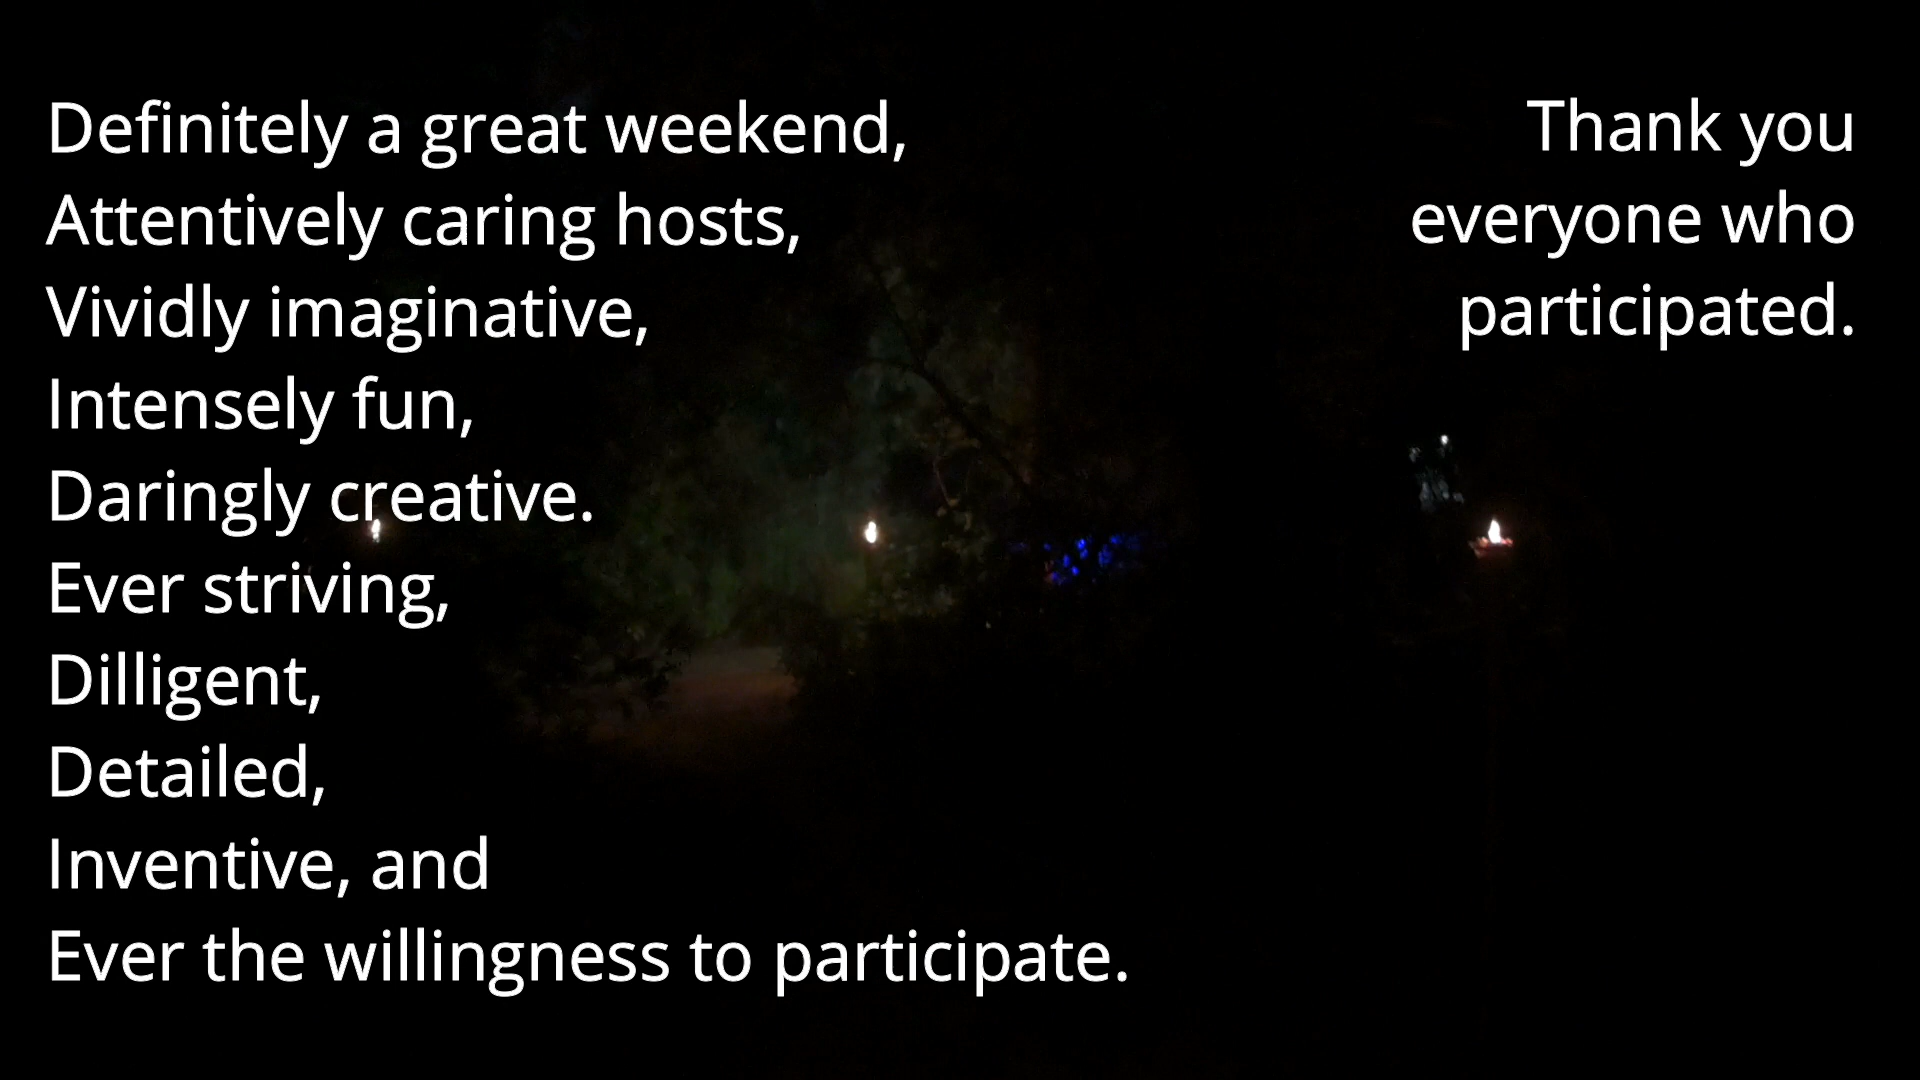 Definitely a great weekend,
Attentively caring hosts,
Vividly imaginative,
Intensely fun,
Daringly creative.
Ever striving,
Dilligent,
Detailed,
Inventive, and
Ever the willingness to participate.
Thank you
everyone who
participated.